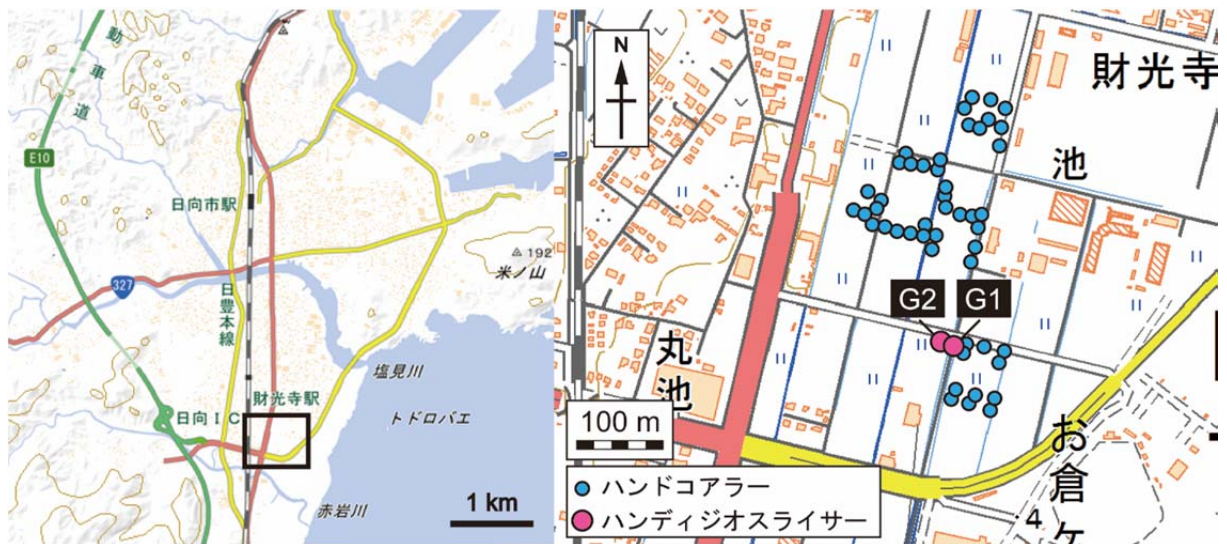 動車道
E10
日向市駅
192
米ノ山
327
日豊本線
塩見川
財光寺駅
日向IC
トドロバエ
赤岩川
1 km
N
財光寺
池
G2
G1
丸池
100 m
お倉ケ
・4
ハンドコアラー
ハンディジオスライサー